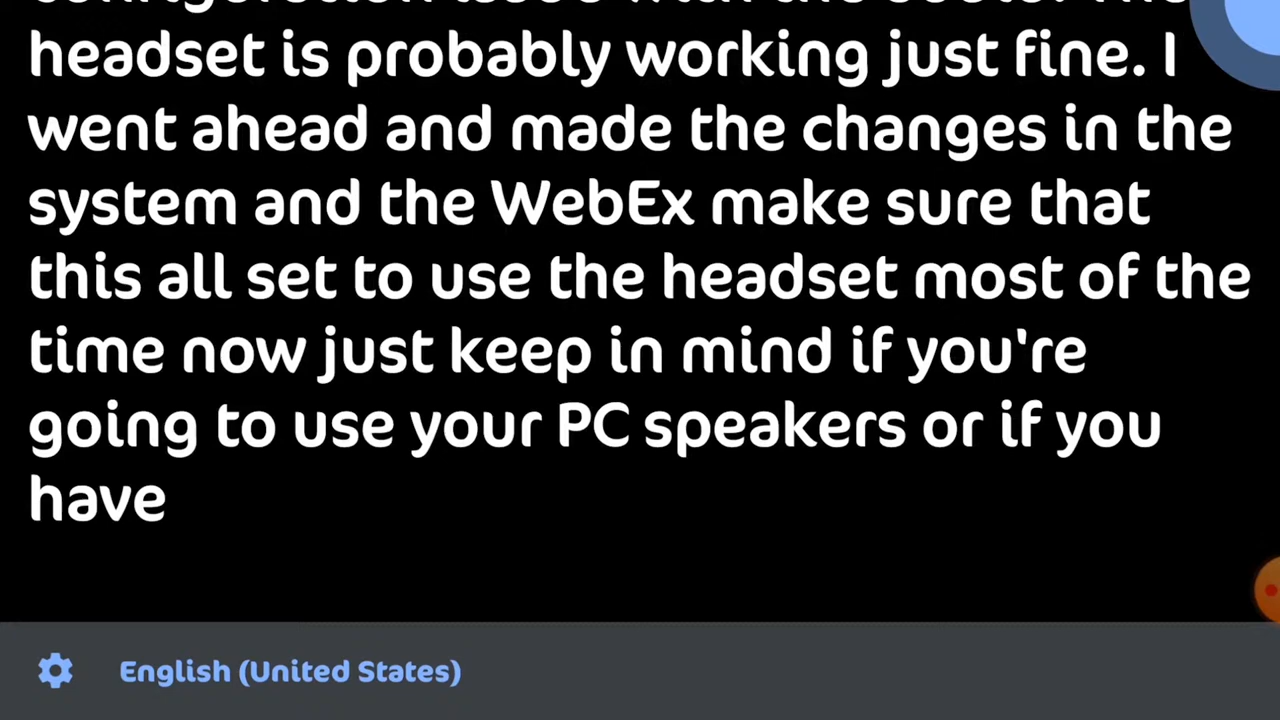 headset is probably working just fine. I
went ahead and made the changes in the
system and the WebEx make sure that
this all set to use the headset most of the
time now just keep in mind if you're
going to use your PC speakers or if you
have
English (United States)